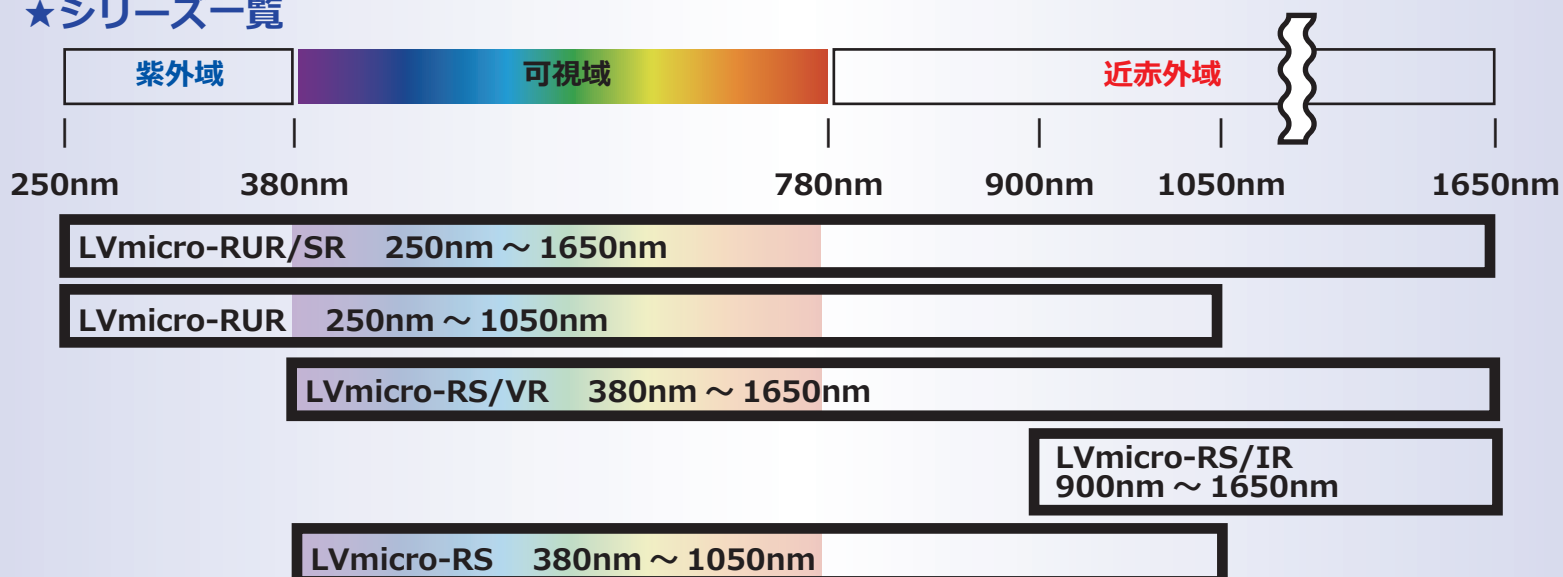 ★シリーズ一覧
紫外域 可視域 近赤外域
250nm 380nm 780nm 900nm 1050nm 1650nm
LVmicro-RUR/SR 250nm ～ 1650nm
LVmicro-RUR 250nm ～ 1050nm
LVmicro-RS/VR 380nm ～ 1650nm
LVmicro-RS/IR
900nm ～ 1650nm
LVmicro-RS 380nm ～ 1050nm